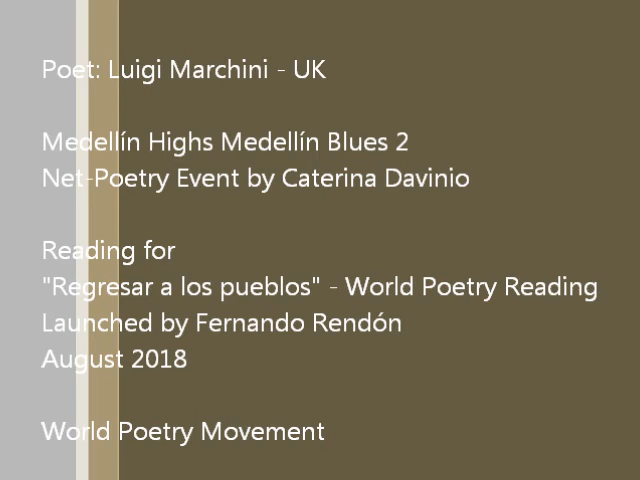 Poet: Luigi Marchini - UK
Medellín Highs Medellín Blues 2
Net-Poetry Event by Caterina Davinio
Reading for
"Regresar a los pueblos" - World Poetry Reading
Launched by Fernando Rendón
August 2018
World Poetry Movement